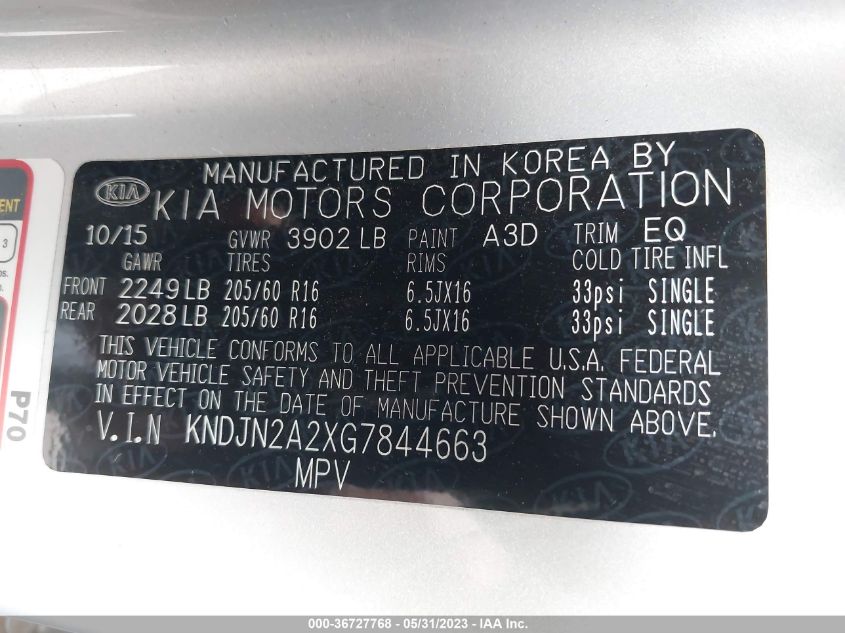 MANUFACTURED IN KOREA BY
KIA KIA MOTORS CORPORATION
10/15 GVWR 3902 LB PAINT A3D TRIM EQ
GAWR TIRES RIMS COLD TIRE INFL
FRONT 2249 LB 205/60 R16 6.5JX16 33psi SINGLE
REAR 2028 LB 205/60 R16 6.5JX16 33psi SINGLE
THIS VEHICLE CONFORMS TO ALL APPLICABLE U.S.A. FEDERAL
MOTOR VEHICLE SAFETY AND THEFT PREVENTION STANDARDS
IN EFFECT ON THE DATE OF MANUFACTURE SHOWN ABOVE.
V.I.N KNDJN2A2XG7844663
MPV
3
P70
000-36727768 - 05/31/2023 - IAA Inc.